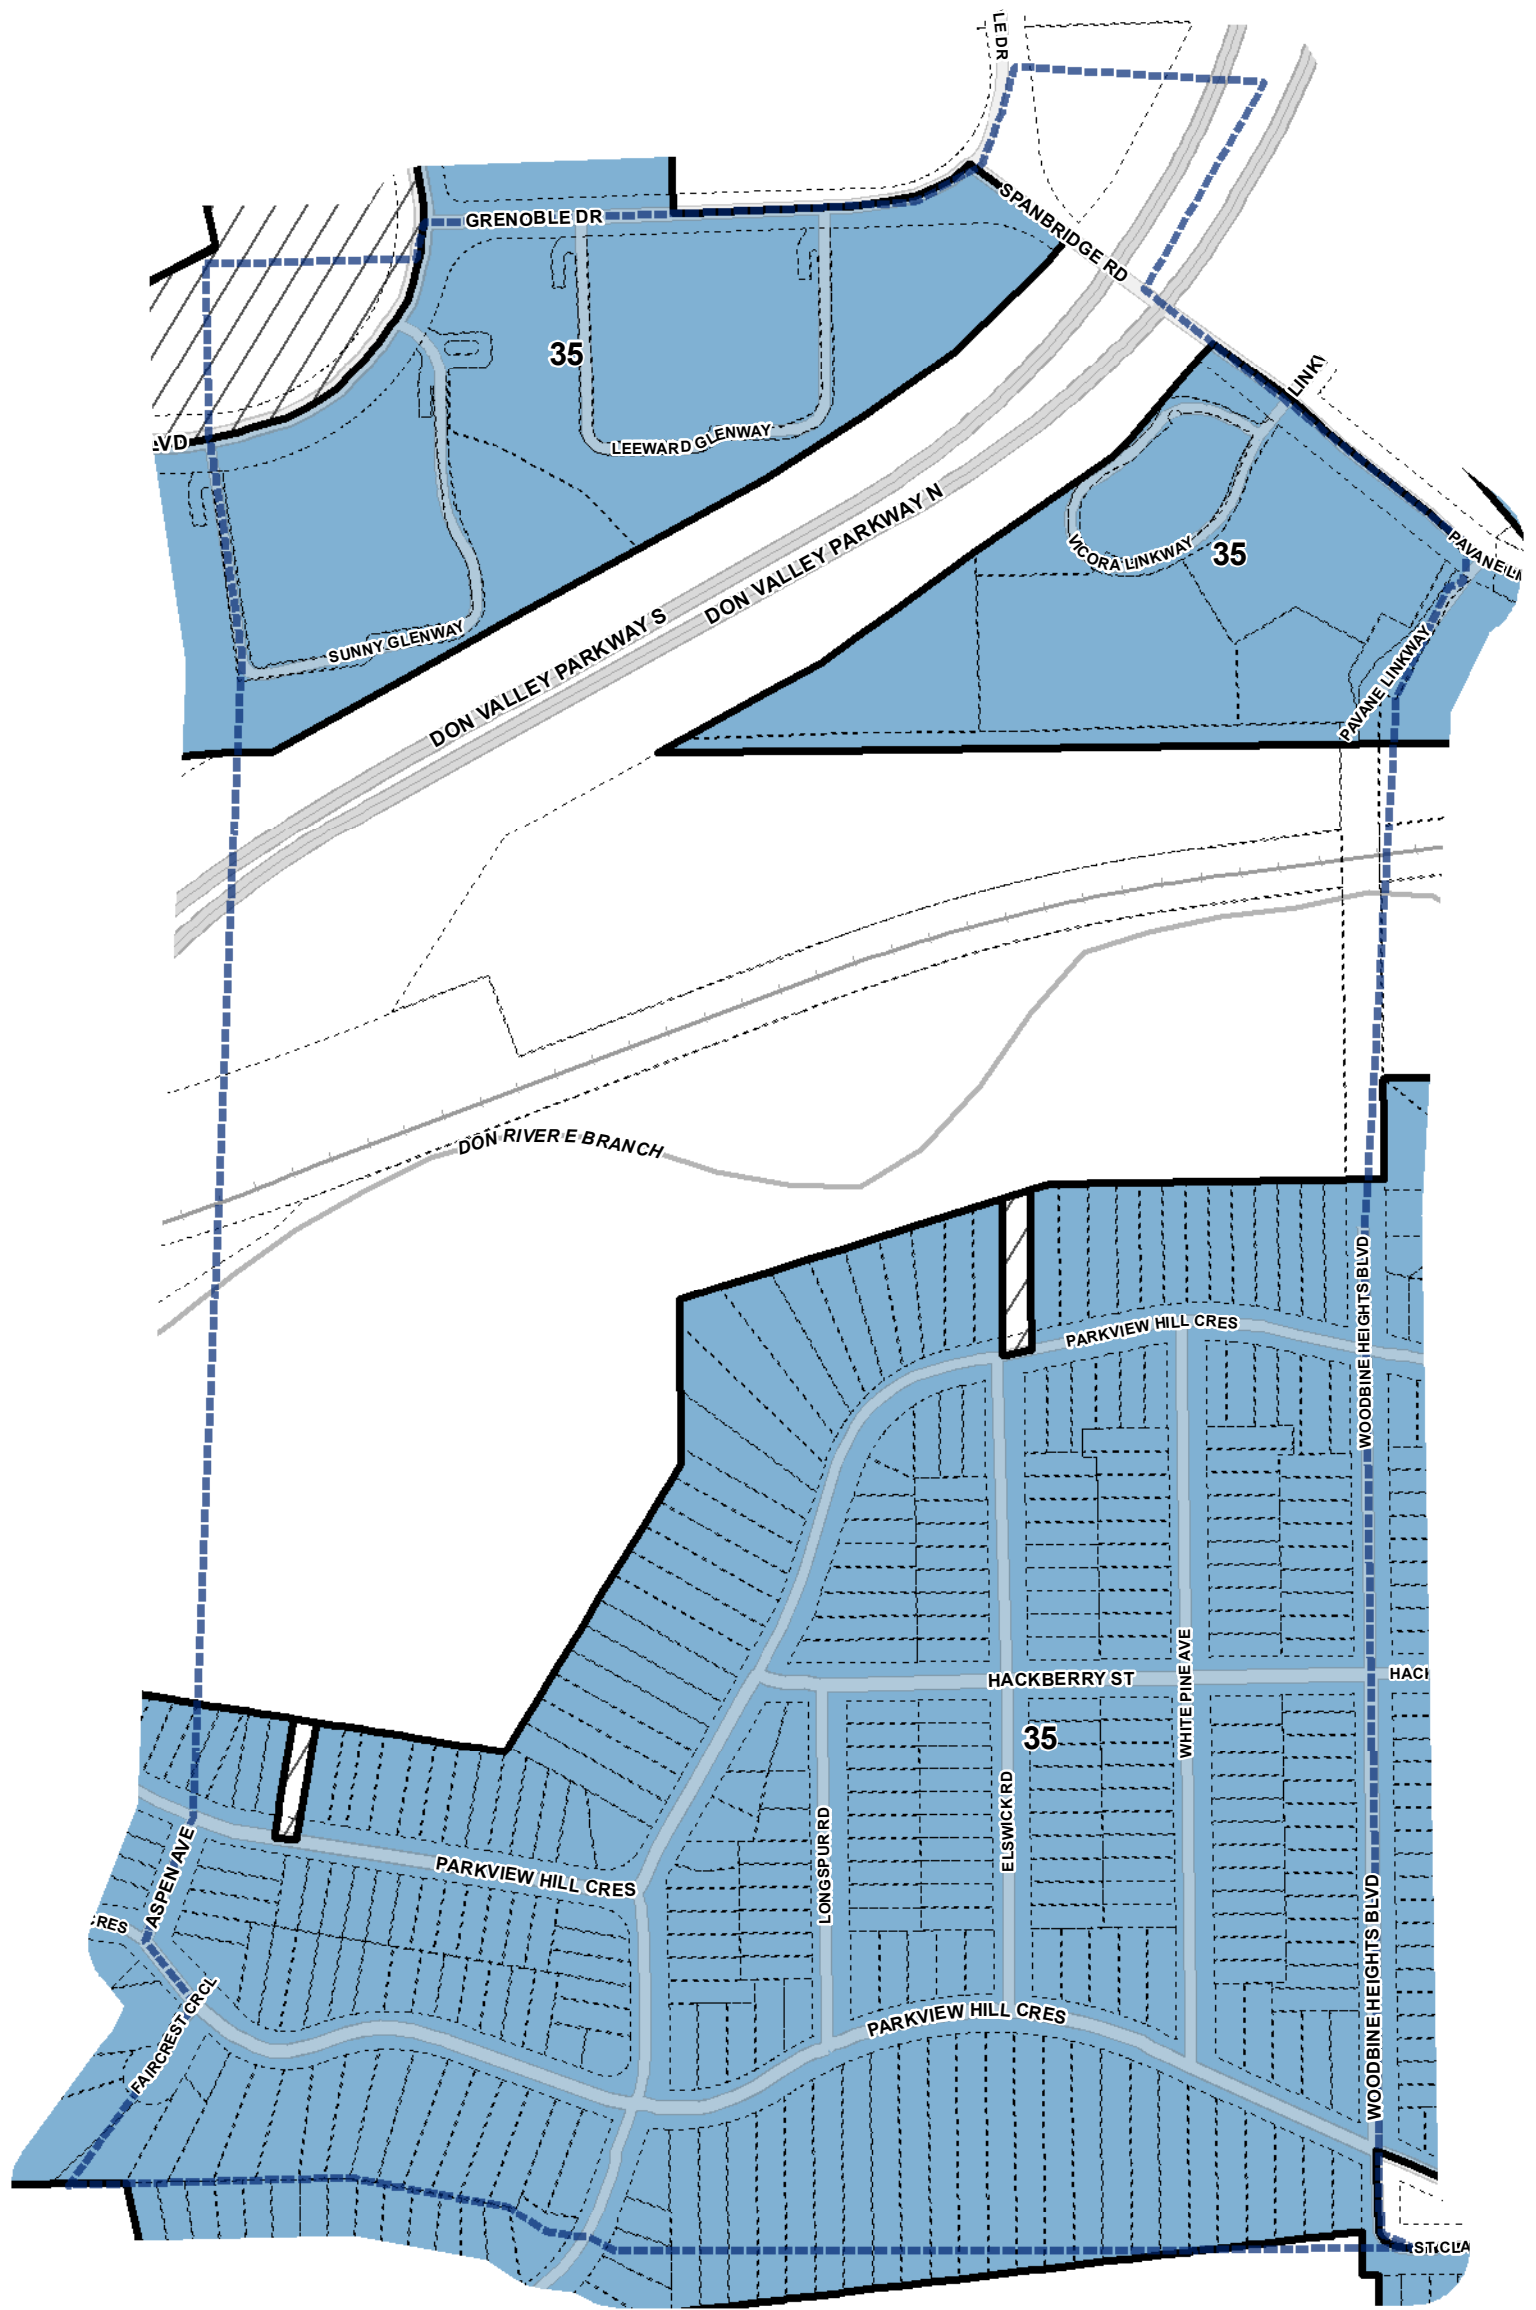 LE DR
GRENOBLE DR
SPANBRIDGE RD
35
LVD
LEEWARD GLENWAY
LINKI
DON VALLEY PARKWAY N
VICORA LINKWAY
35
PAVANE LN
SUNNY GLENWAY
DON VALLEY PARKWAY S
PAVANE LINKWAY
DON RIVER E BRANCH
PARKVIEW HILL CRES
WOODBINE HEIGHTS BLVD
HACKBERRY ST
HACK
WHITE PINE AVE
35
ELSWICK RD
LONGSPUR RD
ASPEN AVE
PARKVIEW HILL CRES
CRES
WOODBINE HEIGHTS BLVD
FAIRCREST CRCL
PARKVIEW HILL CRES
ST CLA